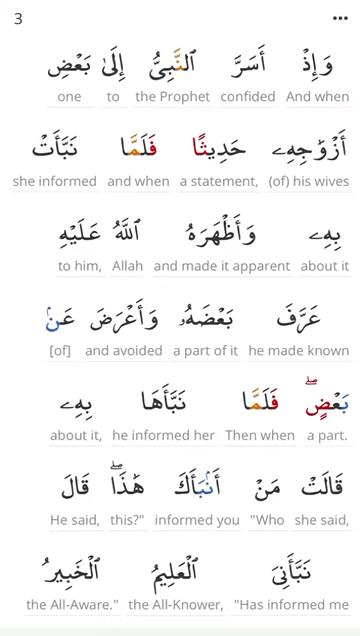 3 •••
وَإِذْ أَسَرَّ ٱلنَّبِىُّ إِلَىٰ بَعْضِ
one to the Prophet confided And when
أَزْوَٰجِهِۦ حَدِيثًا فَلَمَّا نَبَّأَتْ
she informed and when a statement, (of) his wives
بِهِۦ وَأَظْهَرَهُ ٱللَّهُ عَلَيْهِ
to him, Allah and made it apparent about it
عَرَّفَ بَعْضَهُۥ وَأَعْرَضَ عَنۢ
[of] and avoided a part of it he made known
بَعْضٍۖ فَلَمَّا نَبَّأَهَا بِهِۦ
about it, he informed her Then when a part.
قَالَتْ مَنْ أَنۢبَأَكَ هَٰذَاۖ قَالَ
He said, this?" informed you "Who she said,
نَبَّأَنِىَ ٱلْعَلِيمُ ٱلْخَبِيرُ
the All-Aware." the All-Knower, "Has informed me